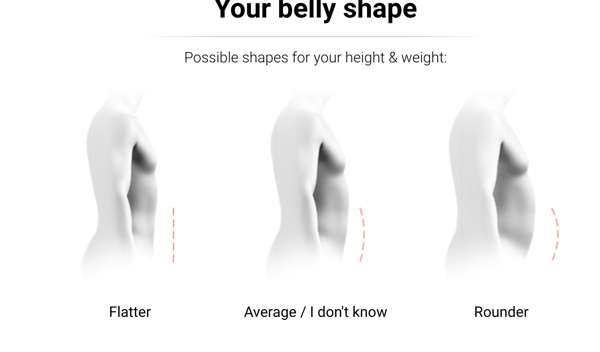 Your belly shape
Possible shapes for your height & weight:
Flatter
Average / I don't know
Rounder